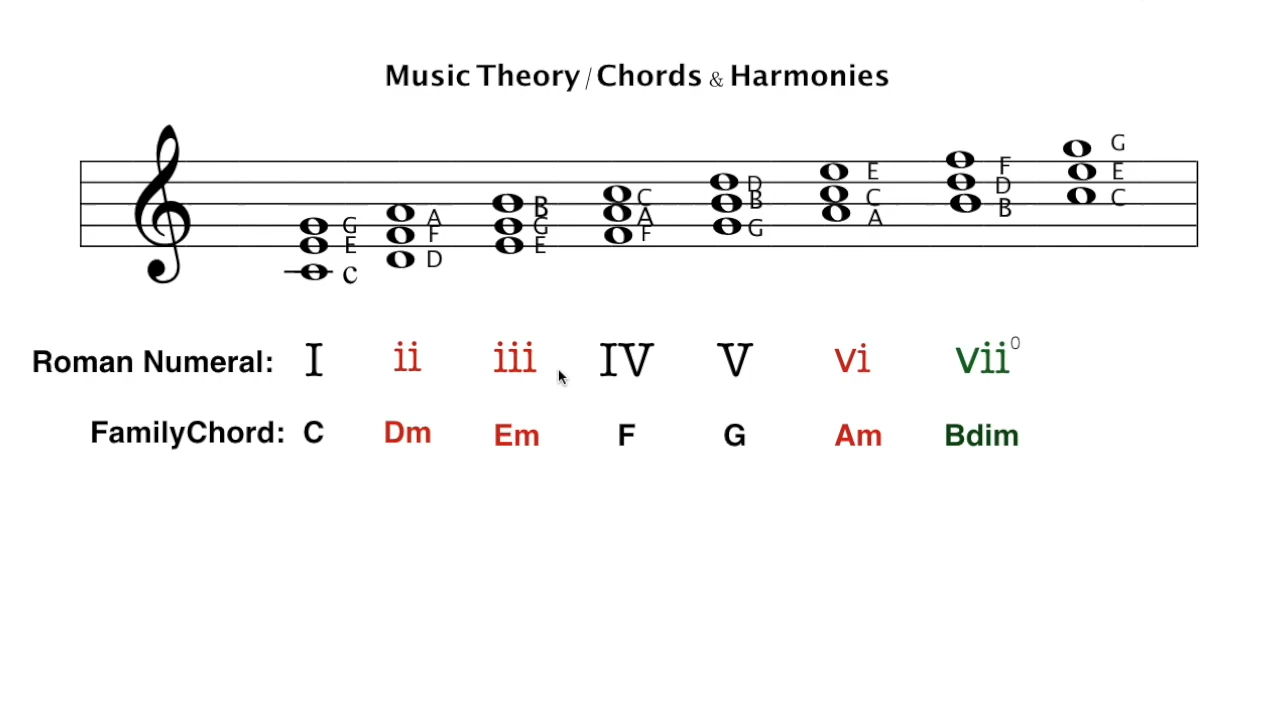 Music Theory / Chords & Harmonies
G E C
A F D
B G E
C A F
D B G
E C A
F D B
G E C
Roman Numeral: I ii iii IV V vi vii⁰
FamilyChord: C Dm Em F G Am Bdim